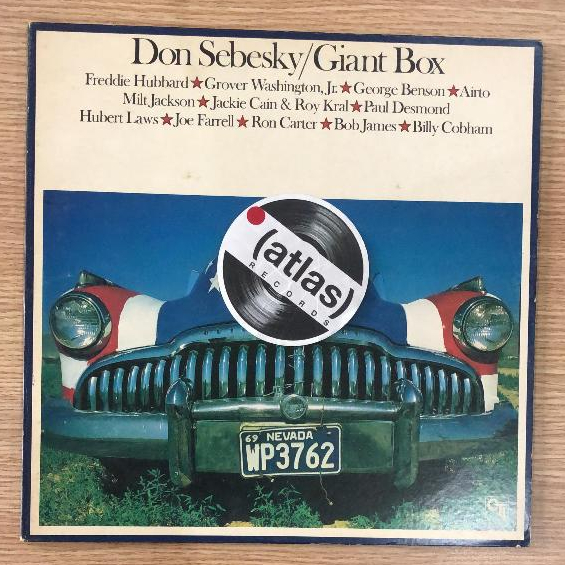 Don Sebesky/Giant Box
Freddie Hubbard★Grover Washington, Jr.★George Benson★Airto
Milt Jackson★Jackie Cain & Roy Kral★Paul Desmond
Hubert Laws★Joe Farrell★Ron Carter★Bob James★Billy Cobham
(atlas)
RECORDS
69 NEVADA
WP3762
CTI